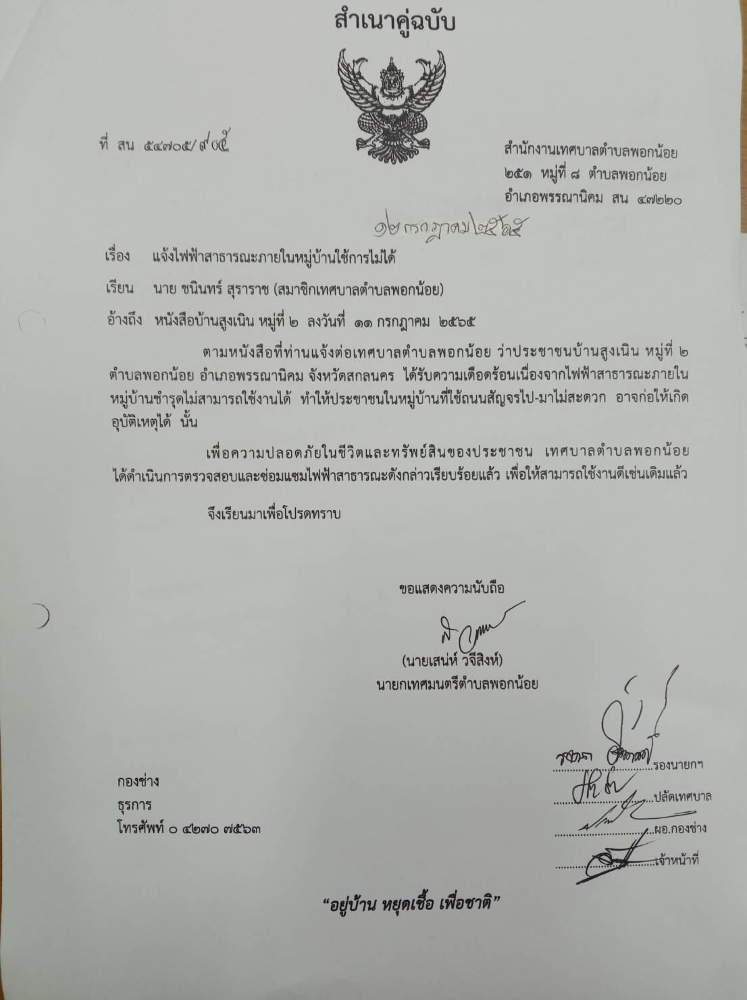 สำเนาคู่ฉบับ
ที่ สน ๕๔๗๐๕/๙๐๕
สำนักงานเทศบาลตำบลพอกน้อย
๒๕๑ หมู่ที่ ๘ ตำบลพอกน้อย
อำเภอพรรณานิคม สน ๔๗๒๒๐
๑๒ กรกฎาคม ๒๕๖๕
เรื่อง แจ้งไฟฟ้าสาธารณะภายในหมู่บ้านใช้การไม่ได้
เรียน นาย ชนินทร์ สุราราช (สมาชิกเทศบาลตำบลพอกน้อย)
อ้างถึง หนังสือบ้านสูงเนิน หมู่ที่ ๒ ลงวันที่ ๑๑ กรกฎาคม ๒๕๖๕
ตามหนังสือที่ท่านแจ้งต่อเทศบาลตำบลพอกน้อย ว่าประชาชนบ้านสูงเนิน หมู่ที่ ๒
ตำบลพอกน้อย อำเภอพรรณานิคม จังหวัดสกลนคร ได้รับความเดือดร้อนเนื่องจากไฟฟ้าสาธารณะภายใน
หมู่บ้านชำรุดไม่สามารถใช้งานได้ ทำให้ประชาชนในหมู่บ้านที่ใช้ถนนสัญจรไป-มาไม่สะดวก อาจก่อให้เกิด
อุบัติเหตุได้ นั้น
เพื่อความปลอดภัยในชีวิตและทรัพย์สินของประชาชน เทศบาลตำบลพอกน้อย
ได้ดำเนินการตรวจสอบและซ่อมแซมไฟฟ้าสาธารณะดังกล่าวเรียบร้อยแล้ว เพื่อให้สามารถใช้งานดีเช่นเดิมแล้ว
จึงเรียนมาเพื่อโปรดทราบ
ขอแสดงความนับถือ
(นายเสน่ห์ วจีสิงห์)
นายกเทศมนตรีตำบลพอกน้อย
รองนายกฯ
ปลัดเทศบาล
ผอ.กองช่าง
เจ้าหน้าที่
กองช่าง
ธุรการ
โทรศัพท์ ๐ ๔๒๗๐ ๗๕๖๓
“อยู่บ้าน หยุดเชื้อ เพื่อชาติ”